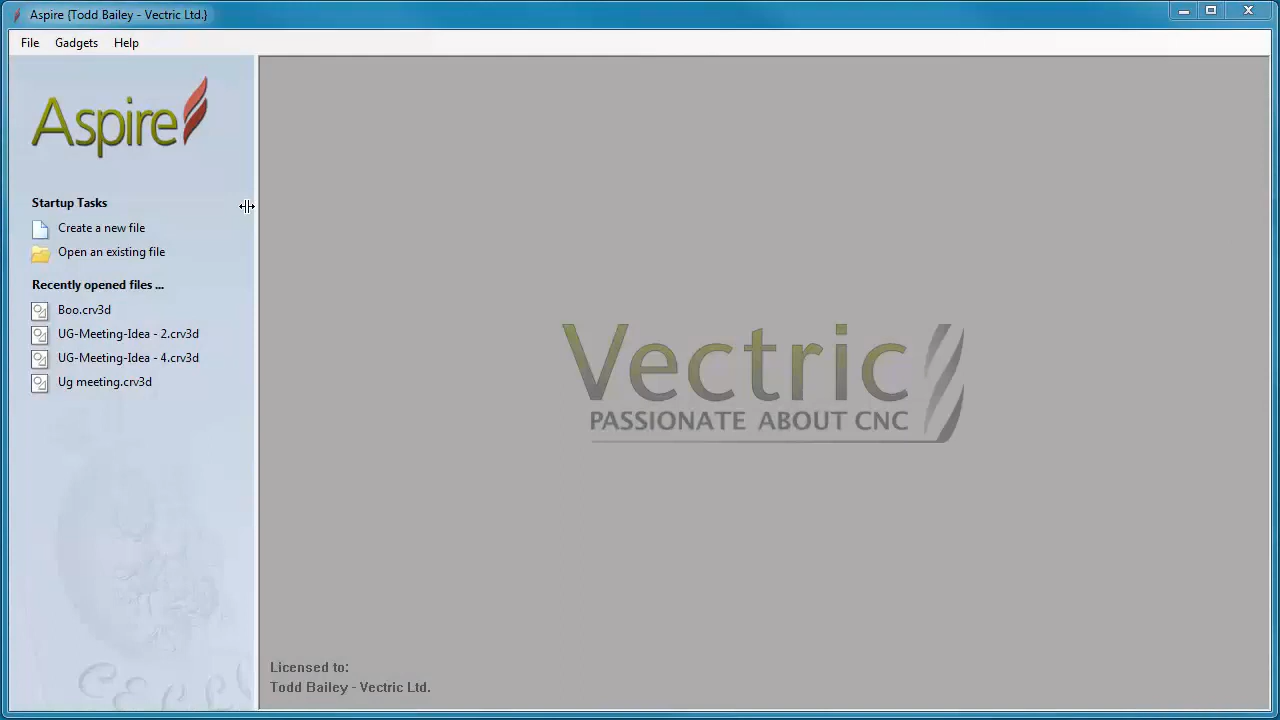 Aspire {Todd Bailey - Vectric Ltd.}
File Gadgets Help
Aspire
Startup Tasks
Create a new file
Open an existing file
Recently opened files ...
Boo.crv3d
UG-Meeting-Idea - 2.crv3d
UG-Meeting-Idea - 4.crv3d
Ug meeting.crv3d
Vectric
PASSIONATE ABOUT CNC
Licensed to:
Todd Bailey - Vectric Ltd.